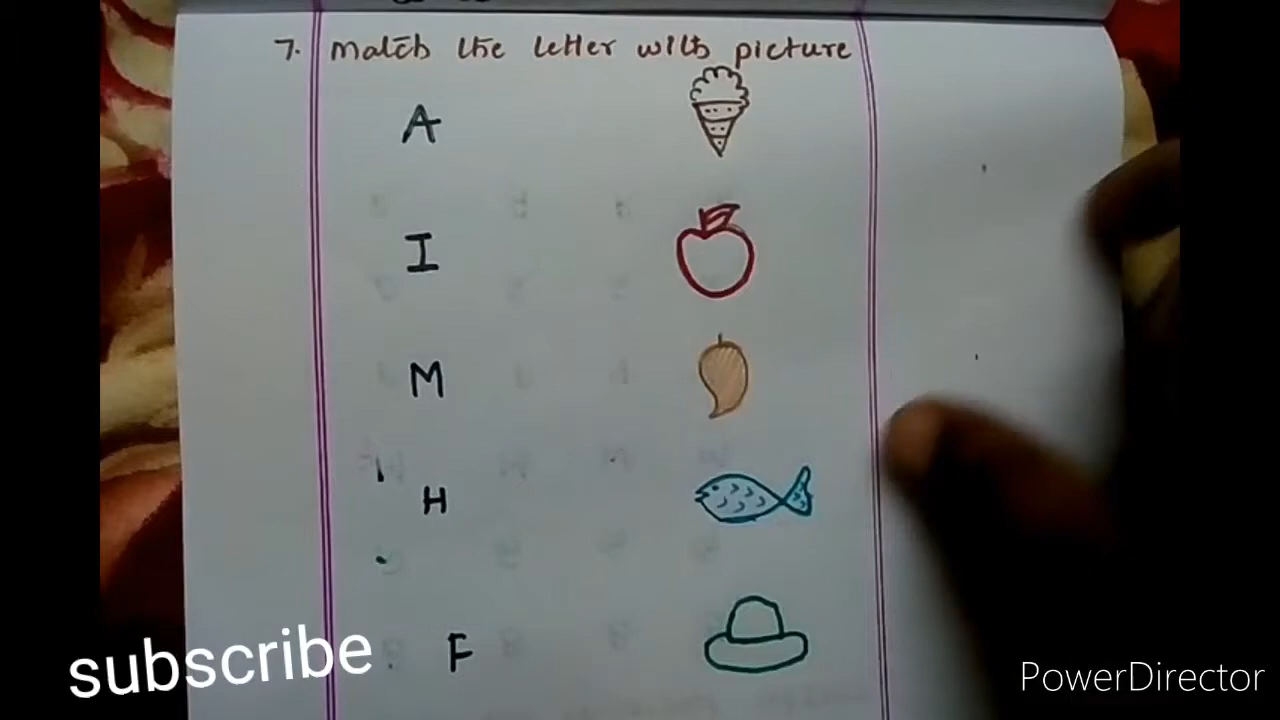 7. Match the letter with picture
A
I
M
H
F
subscribe
PowerDirector